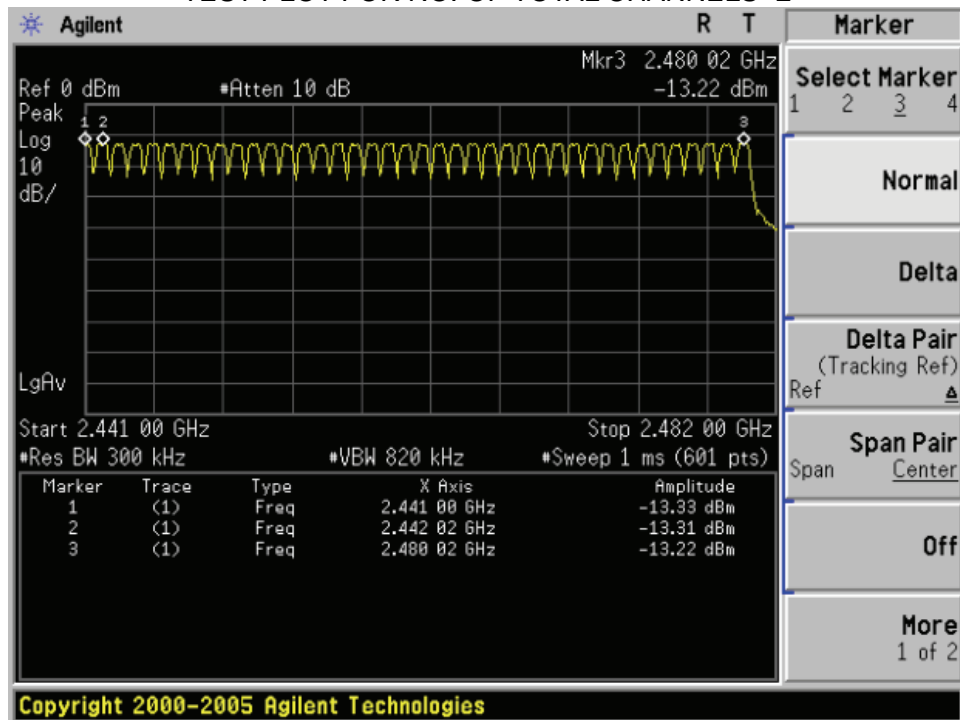 Agilent R T Marker
Mkr3 2.480 02 GHz
Ref 0 dBm #Atten 10 dB -13.22 dBm
Peak
Log
10
dB/
1 2 3
LgAv
Start 2.441 00 GHz Stop 2.482 00 GHz
#Res BW 300 kHz #VBW 820 kHz #Sweep 1 ms (601 pts)
Marker Trace Type X Axis Amplitude
1 (1) Freq 2.441 00 GHz -13.33 dBm
2 (1) Freq 2.442 02 GHz -13.31 dBm
3 (1) Freq 2.480 02 GHz -13.22 dBm
Select Marker
1 2 3 4
Normal
Delta
Delta Pair
(Tracking Ref)
Ref Δ
Span Pair
Span Center
Off
More
1 of 2
Copyright 2000-2005 Agilent Technologies